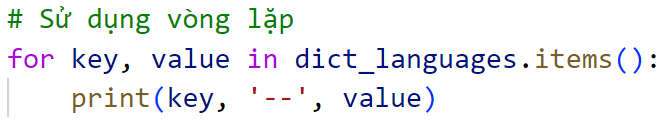 # Sử dụng vòng lặp
for key, value in dict_languages.items():
    print(key, '--', value)